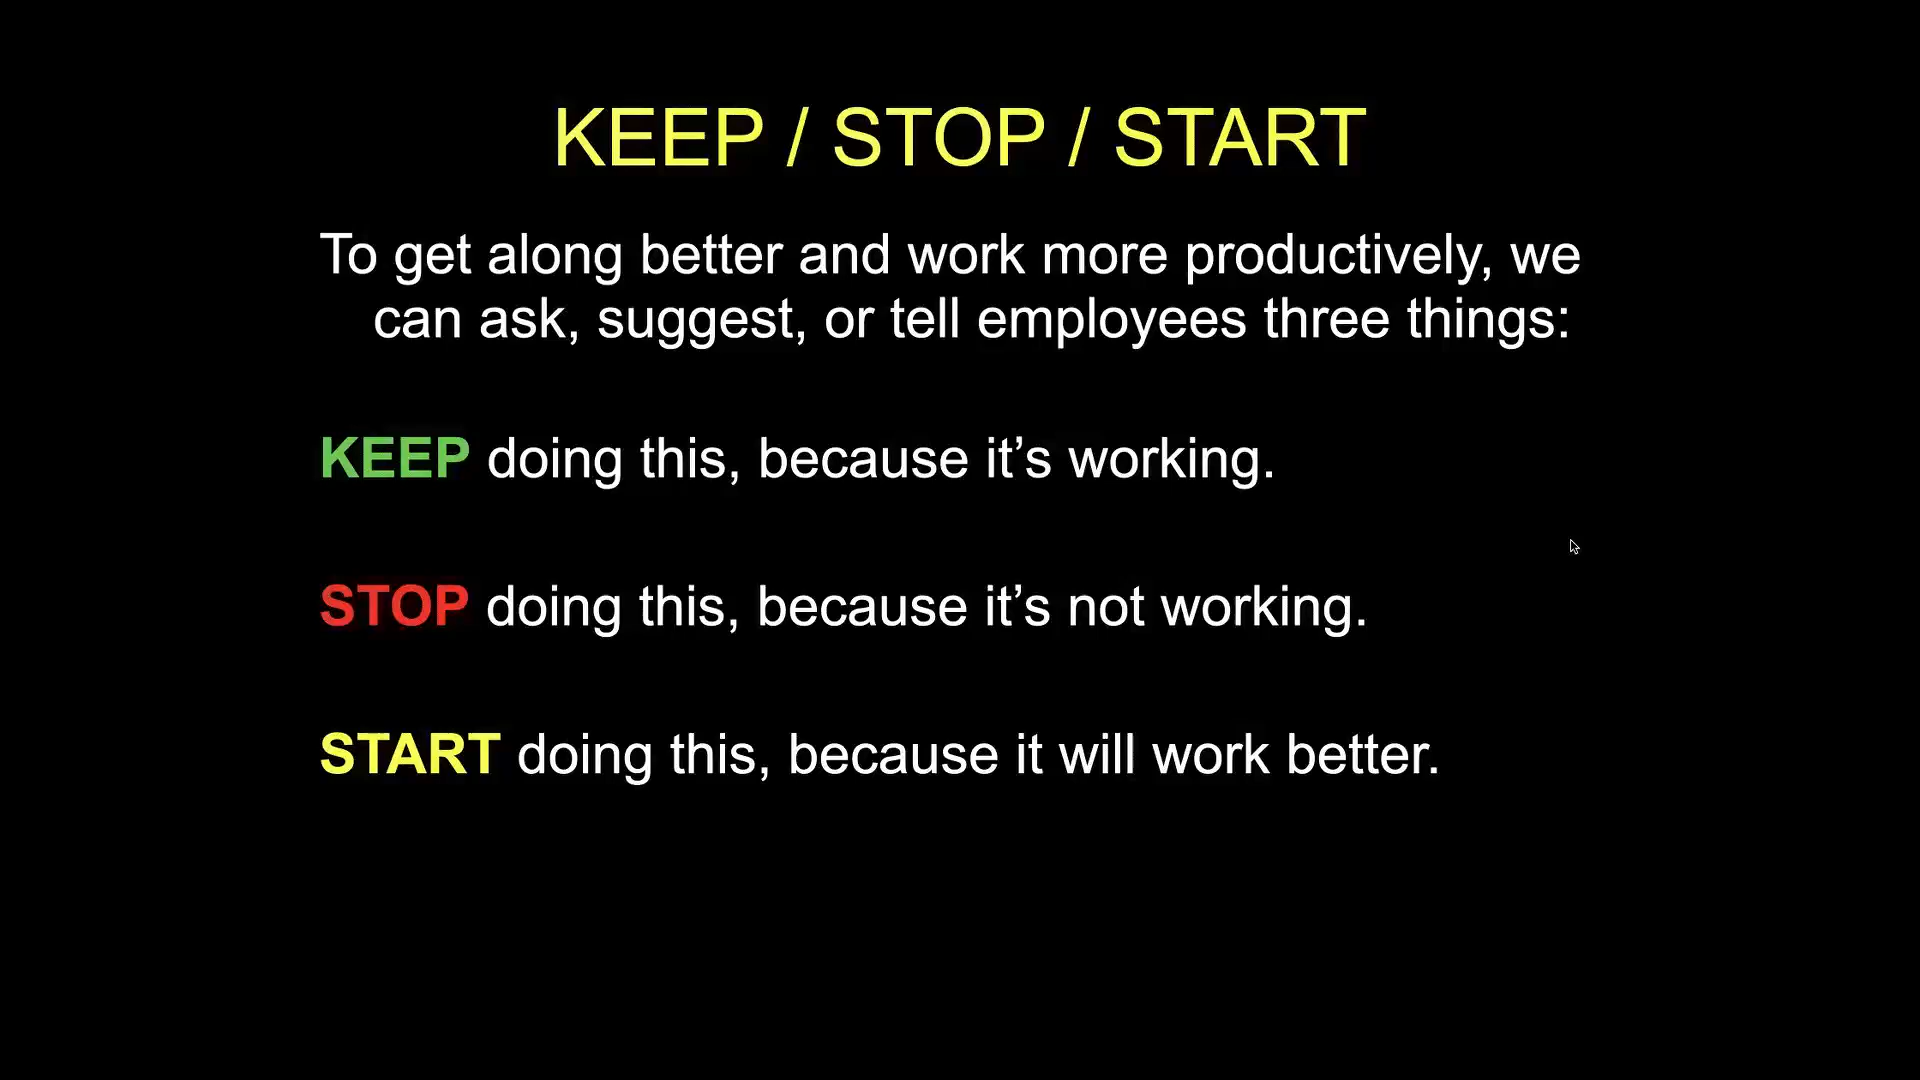 KEEP / STOP / START
To get along better and work more productively, we
can ask, suggest, or tell employees three things:
KEEP doing this, because it’s working.
STOP doing this, because it’s not working.
START doing this, because it will work better.